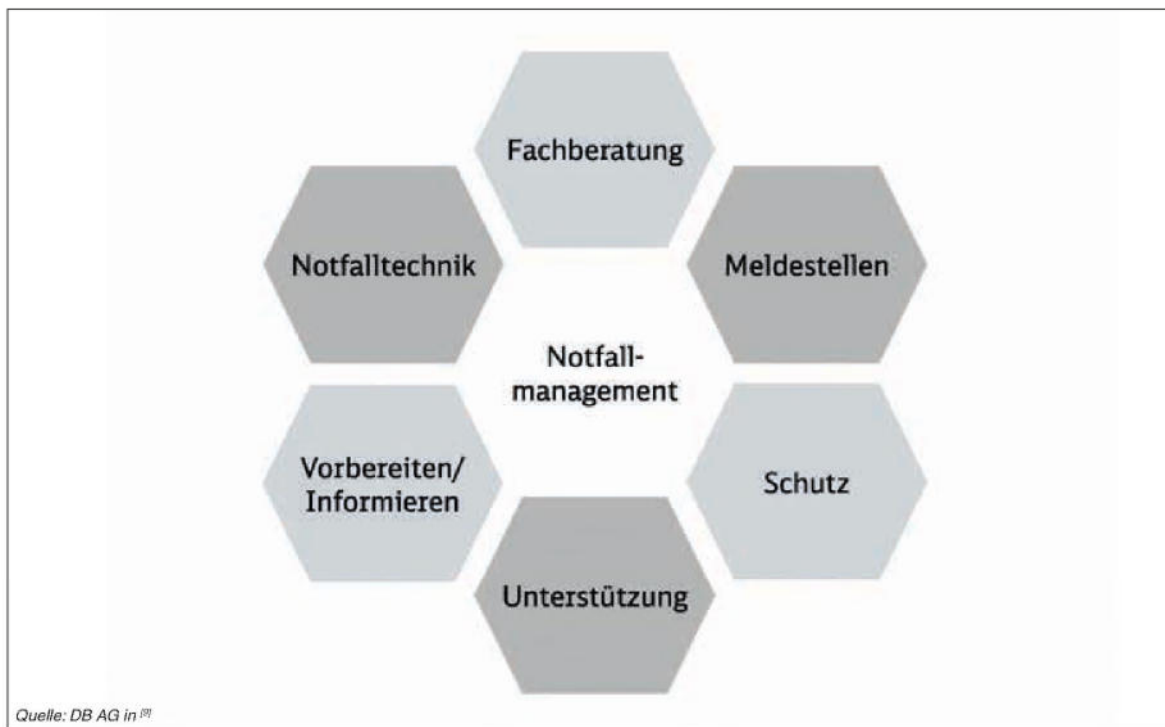 Fachberatung
Notfalltechnik
Meldestellen
Notfall-
management
Vorbereiten/
Informieren
Schutz
Unterstützung
Quelle: DB AG in